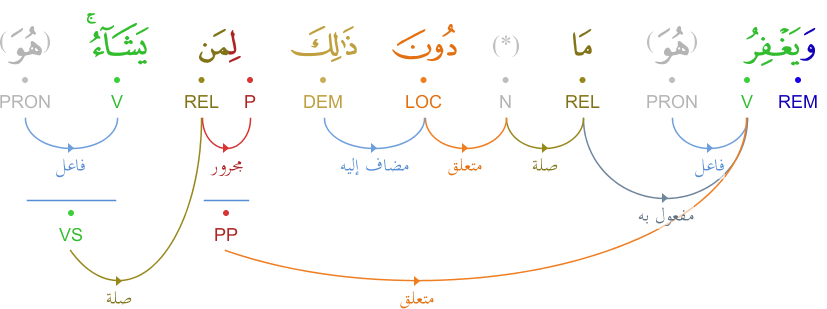 وَيَغْفِرُ (هُوَ) مَا (*) دُونَ ذَٰلِكَ لِمَن يَشَآءُ ۚ (هُوَ)
REM V PRON REL N LOC DEM P REL V PRON
فاعل صلة متعلق مضاف إليه مجرور فاعل
مفعول به
PP VS
متعلق صلة